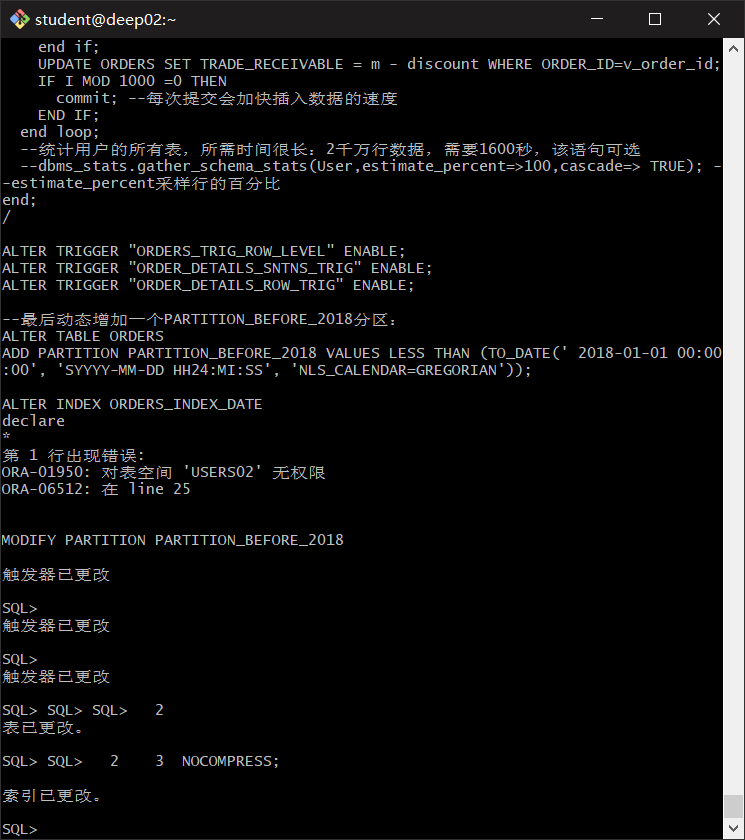 student@deep02:~
end if;
UPDATE ORDERS SET TRADE_RECEIVABLE = m - discount WHERE ORDER_ID=v_order_id;
IF I MOD 1000 =0 THEN
commit; --每次提交会加快插入数据的速度
END IF;
end loop;
--统计用户的所有表，所需时间很长：2千万行数据，需要1600秒，该语句可选
--dbms_stats.gather_schema_stats(User,estimate_percent=>100,cascade=> TRUE); -
-estimate_percent采样行的百分比
end;
/
ALTER TRIGGER "ORDERS_TRIG_ROW_LEVEL" ENABLE;
ALTER TRIGGER "ORDER_DETAILS_SNTNS_TRIG" ENABLE;
ALTER TRIGGER "ORDER_DETAILS_ROW_TRIG" ENABLE;
--最后动态增加一个PARTITION_BEFORE_2018分区：
ALTER TABLE ORDERS
ADD PARTITION PARTITION_BEFORE_2018 VALUES LESS THAN (TO_DATE(' 2018-01-01 00:00
:00', 'SYYYY-MM-DD HH24:MI:SS', 'NLS_CALENDAR=GREGORIAN'));
ALTER INDEX ORDERS_INDEX_DATE
declare
*
第 1 行出现错误:
ORA-01950: 对表空间 'USERS02' 无权限
ORA-06512: 在 line 25
MODIFY PARTITION PARTITION_BEFORE_2018
触发器已更改
SQL>
触发器已更改
SQL>
触发器已更改
SQL> SQL> SQL>   2
表已更改。
SQL> SQL>   2    3  NOCOMPRESS;
索引已更改。
SQL>